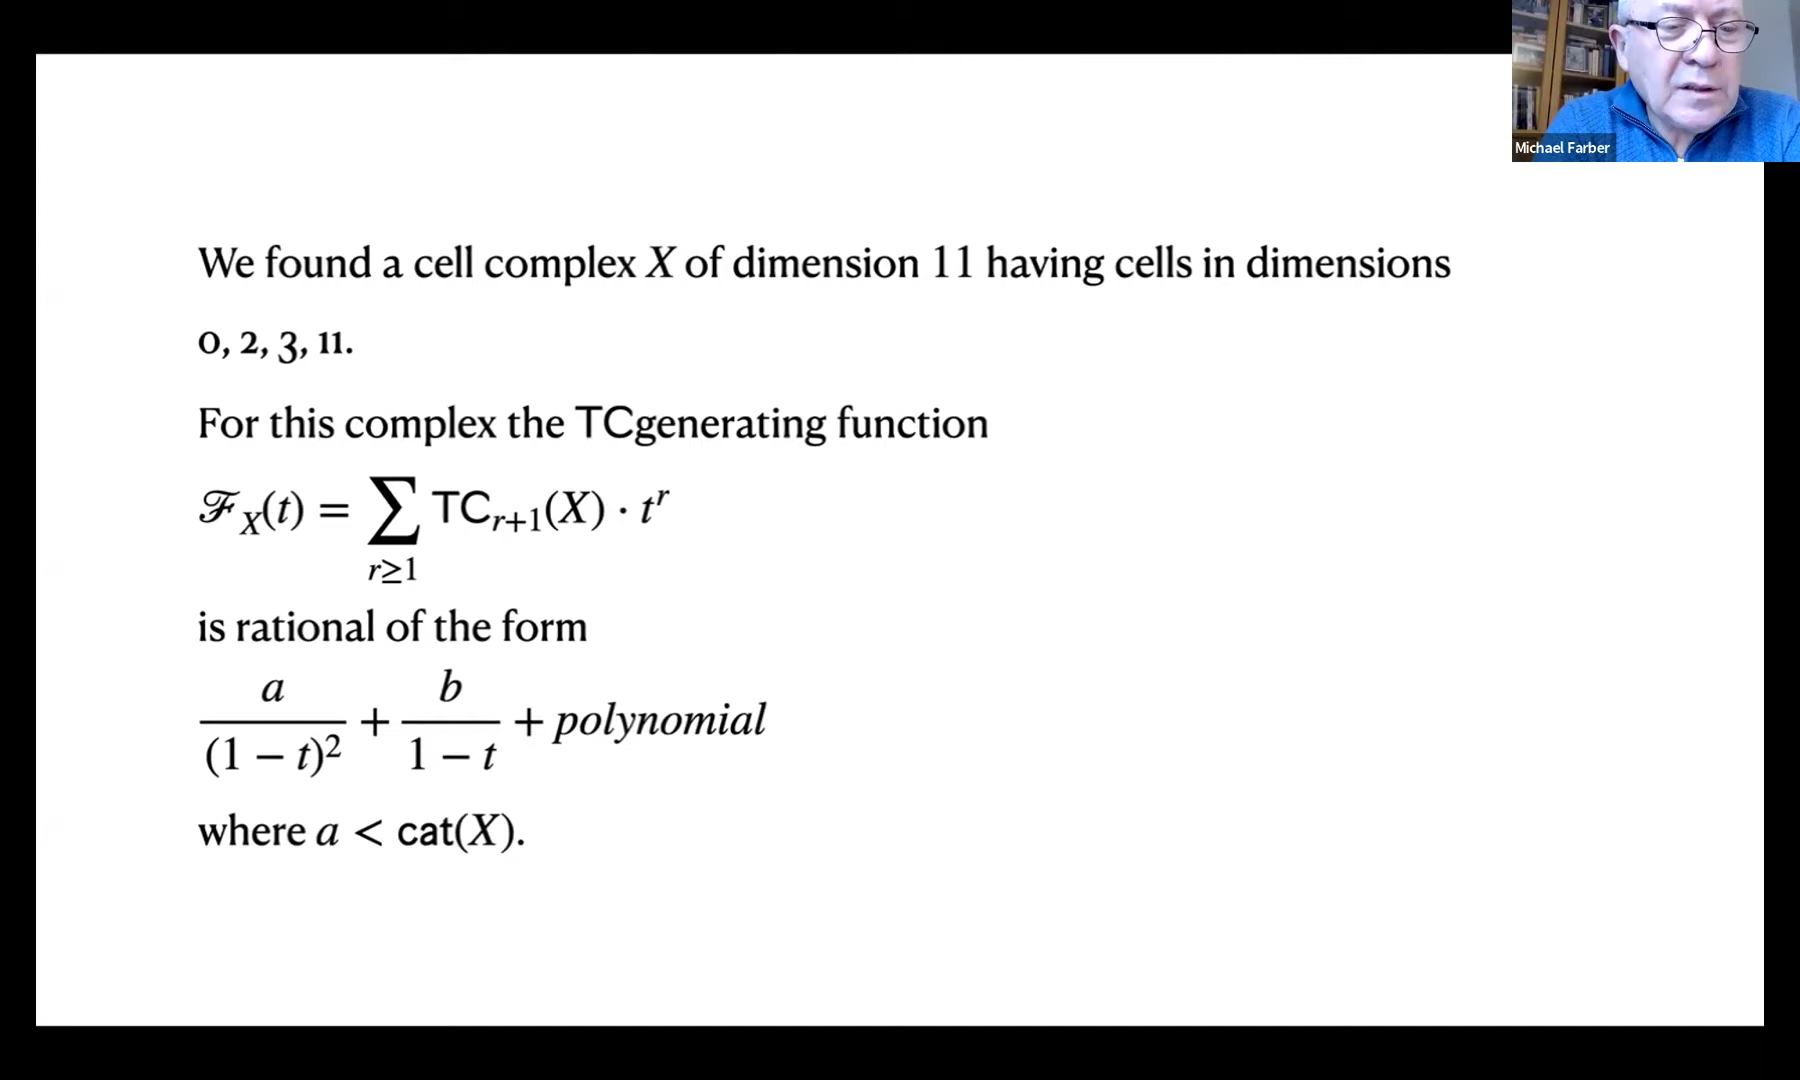 Michael Farber
We found a cell complex X of dimension 11 having cells in dimensions
0, 2, 3, 11.
For this complex the TCgenerating function
ℱ_X(t) = ∑_{r≥1} TC_{r+1}(X) · t^r
is rational of the form
a/(1 − t)² + b/(1 − t) + polynomial
where a < cat(X).